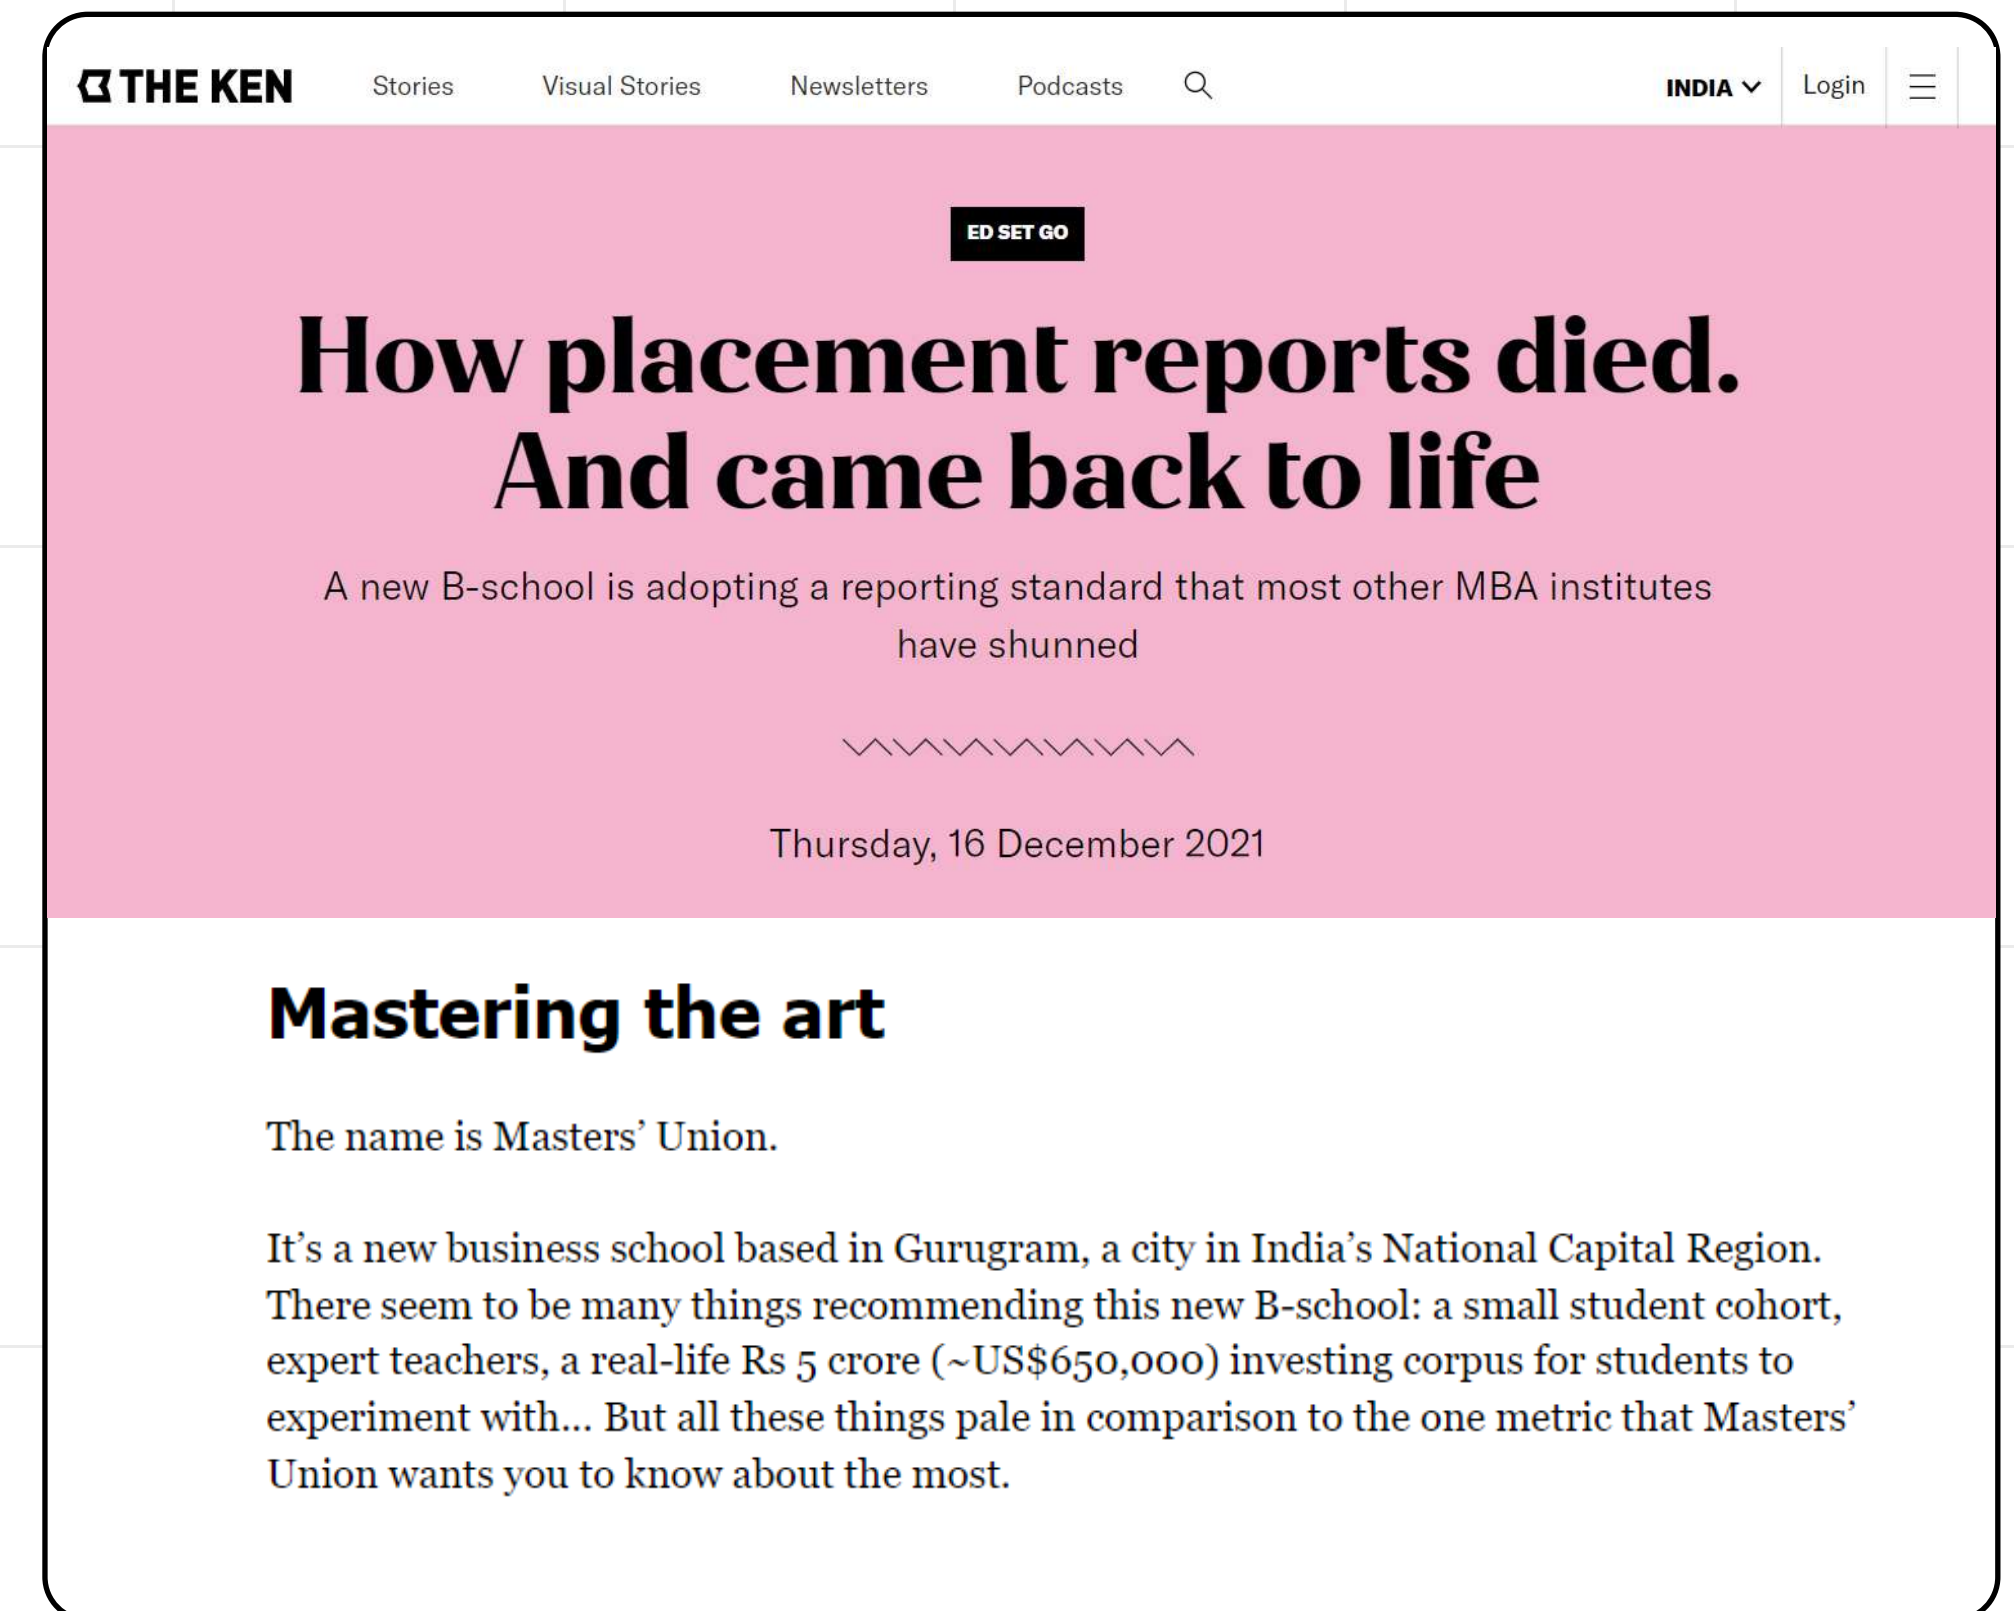 THE KEN
Stories
Visual Stories
Newsletters
Podcasts
INDIA
Login
ED SET GO
How placement reports died.
And came back to life
A new B-school is adopting a reporting standard that most other MBA institutes
have shunned
Thursday, 16 December 2021
Mastering the art
The name is Masters’ Union.
It’s a new business school based in Gurugram, a city in India’s National Capital Region.
There seem to be many things recommending this new B-school: a small student cohort,
expert teachers, a real-life Rs 5 crore (~US$650,000) investing corpus for students to
experiment with... But all these things pale in comparison to the one metric that Masters’
Union wants you to know about the most.